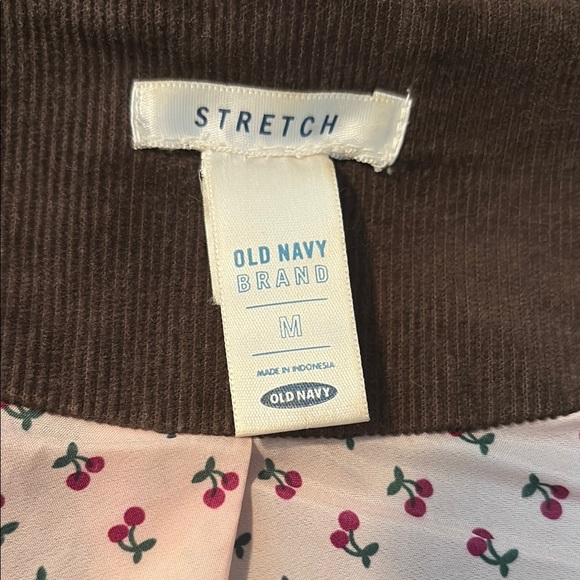 STRETCH
OLD NAVY
BRAND
M
MADE IN INDONESIA
OLD NAVY